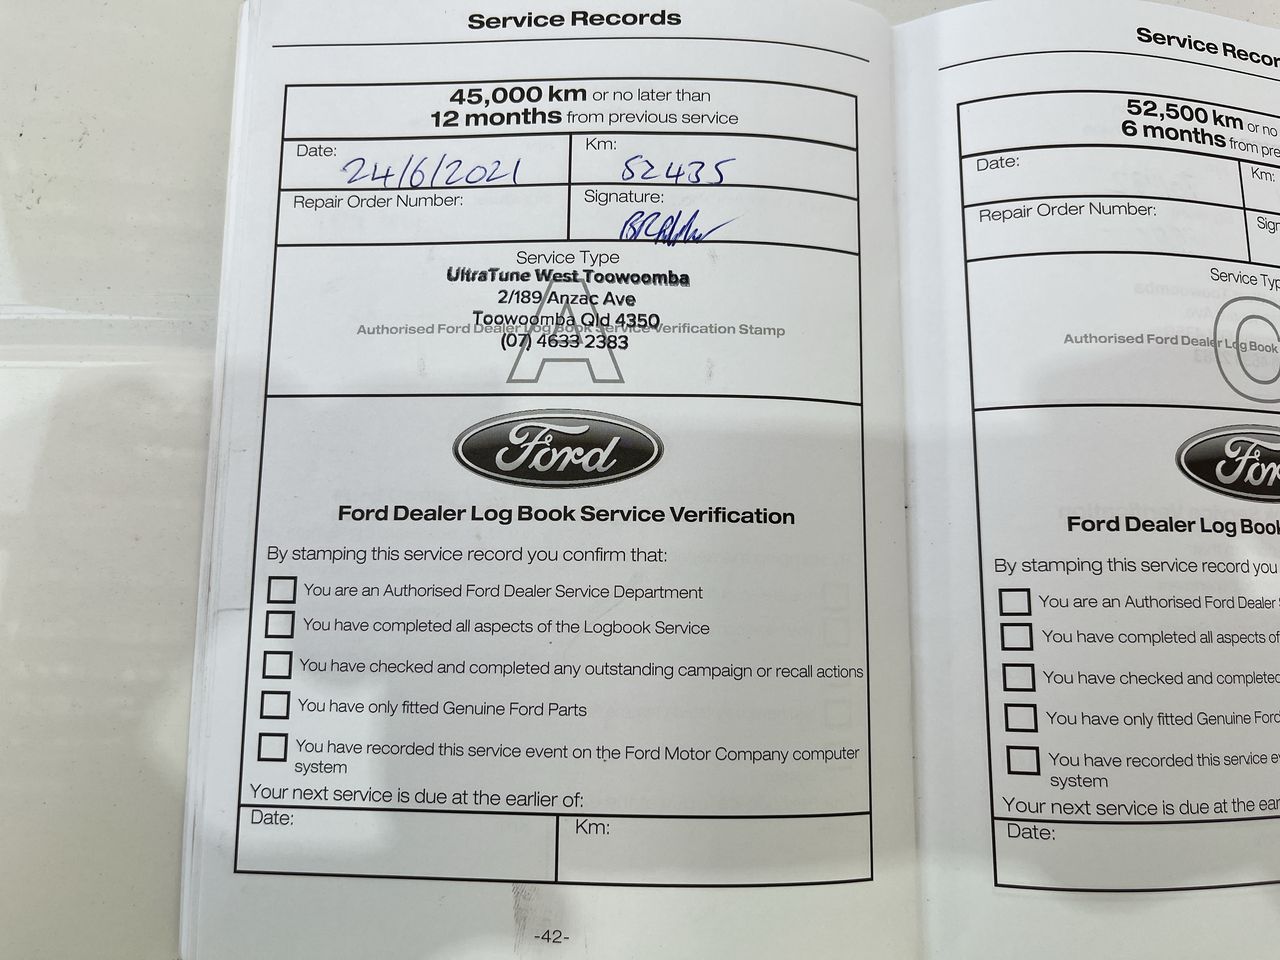 Service Records
45,000 km or no later than
12 months from previous service
Date: 24/6/2021
Km: 52435
Repair Order Number:
Signature:
Service Type
UltraTune West Toowoomba
2/189 Anzac Ave
Toowoomba Qld 4350
Authorised Ford Dealer Log Book Service Verification Stamp
(07) 4633 2383
A
Ford
Ford Dealer Log Book Service Verification
By stamping this service record you confirm that:
You are an Authorised Ford Dealer Service Department
You have completed all aspects of the Logbook Service
You have checked and completed any outstanding campaign or recall actions
You have only fitted Genuine Ford Parts
You have recorded this service event on the Ford Motor Company computer
system
Your next service is due at the earlier of:
Date:
Km:
-42-
Service Recor
52,500 km or no
6 months from pre
Date:
Km:
Repair Order Number:
Sign
Service Typ
Authorised Ford Dealer Log Book
For
Ford Dealer Log Book
By stamping this service record you
You are an Authorised Ford Dealer
You have completed all aspects of
You have checked and completed
You have only fitted Genuine Ford
You have recorded this service e
system
Your next service is due at the ear
Date: